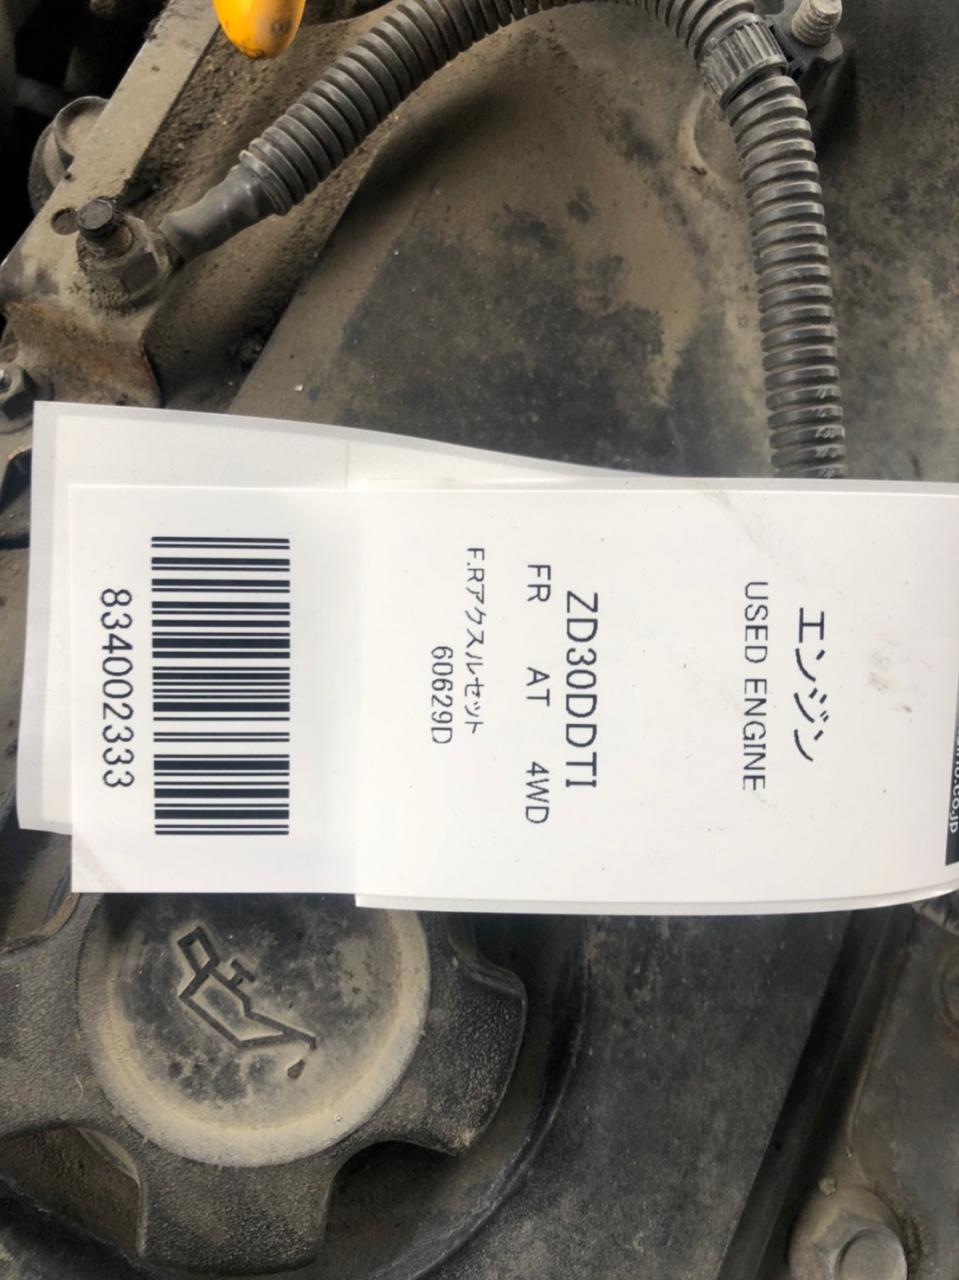 エンジン
USED ENGINE
ZD30DDTI
FR AT 4WD
F.Rアクスルセット
60629D
834002333